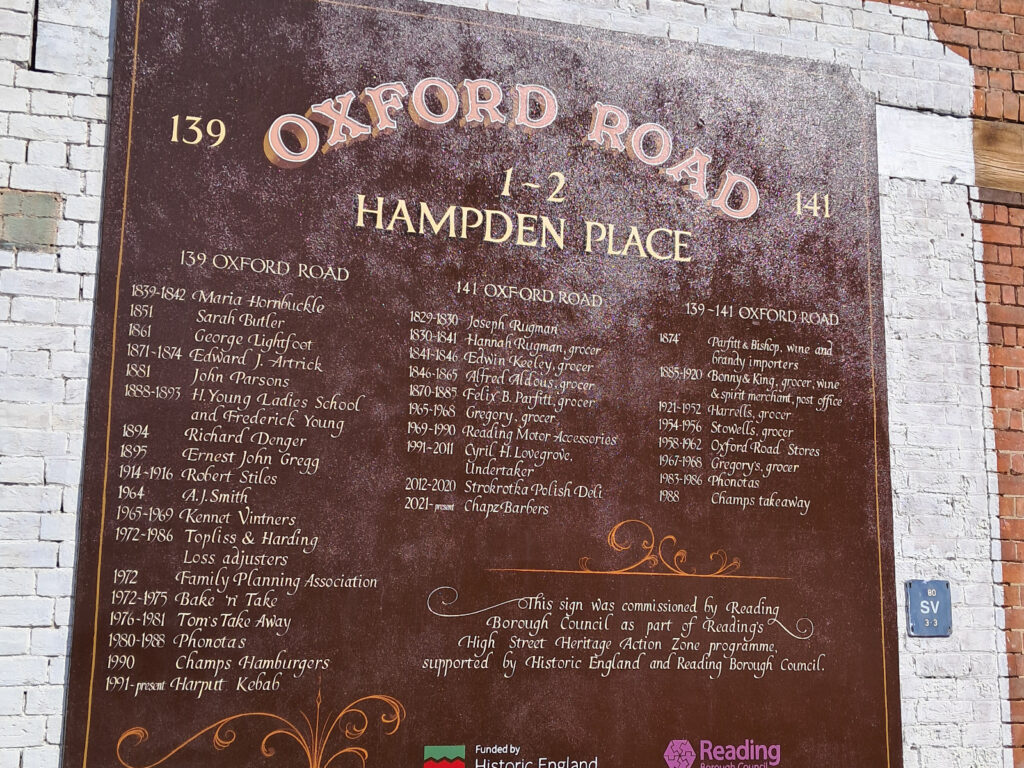 139 OXFORD ROAD 141
1~2
HAMPDEN PLACE
139 OXFORD ROAD
1839-1842 Maria Hornbuckle
1851 Sarah Butler
1861 George Lightfoot
1871-1874 Edward J. Artrick
1881 John Parsons
1888-1893 H.Young Ladies School
and Frederick Young
1894 Richard Denger
1895 Ernest John Gregg
1914-1916 Robert Stiles
1964 A.J. Smith
1965-1969 Kennet Vintners
1972-1986 Topliss & Harding
Loss adjusters
1972 Family Planning Association
1972-1975 Bake 'n' Take
1976-1981 Tom's Take Away
1980-1988 Phonotas
1990 Champs Hamburgers
1991-present Harput Kebab
141 OXFORD ROAD
1829-1830 Joseph Rugman
1830-1841 Hannah Rugman, grocer
1841-1846 Edwin Keeley, grocer
1846-1865 Alfred Aldous, grocer
1870-1885 Felix B. Parfitt, grocer
1965-1968 Gregory, grocer
1969-1990 Reading Motor Accessories
1991-2011 Cyril H. Lovegrove,
Undertaker
2012-2020 Strokrotka Polish Deli
2021-present Chapz Barbers
139~141 OXFORD ROAD
1874 Parfitt & Bishop, wine and
brandy importers
1885-1920 Bonny & King, grocer, wine
& spirit merchant, post office
1921-1952 Harrells, grocer
1954-1956 Stowells, grocer
1958-1962 Oxford Road Stores
1967-1968 Gregory's, grocer
1983-1986 Phonotas
1988 Champs takeaway
This sign was commissioned by Reading
Borough Council as part of Reading's
High Street Heritage Action Zone programme,
supported by Historic England and Reading Borough Council.
Funded by
Historic England
Reading
Borough Council
80
SV
3·3